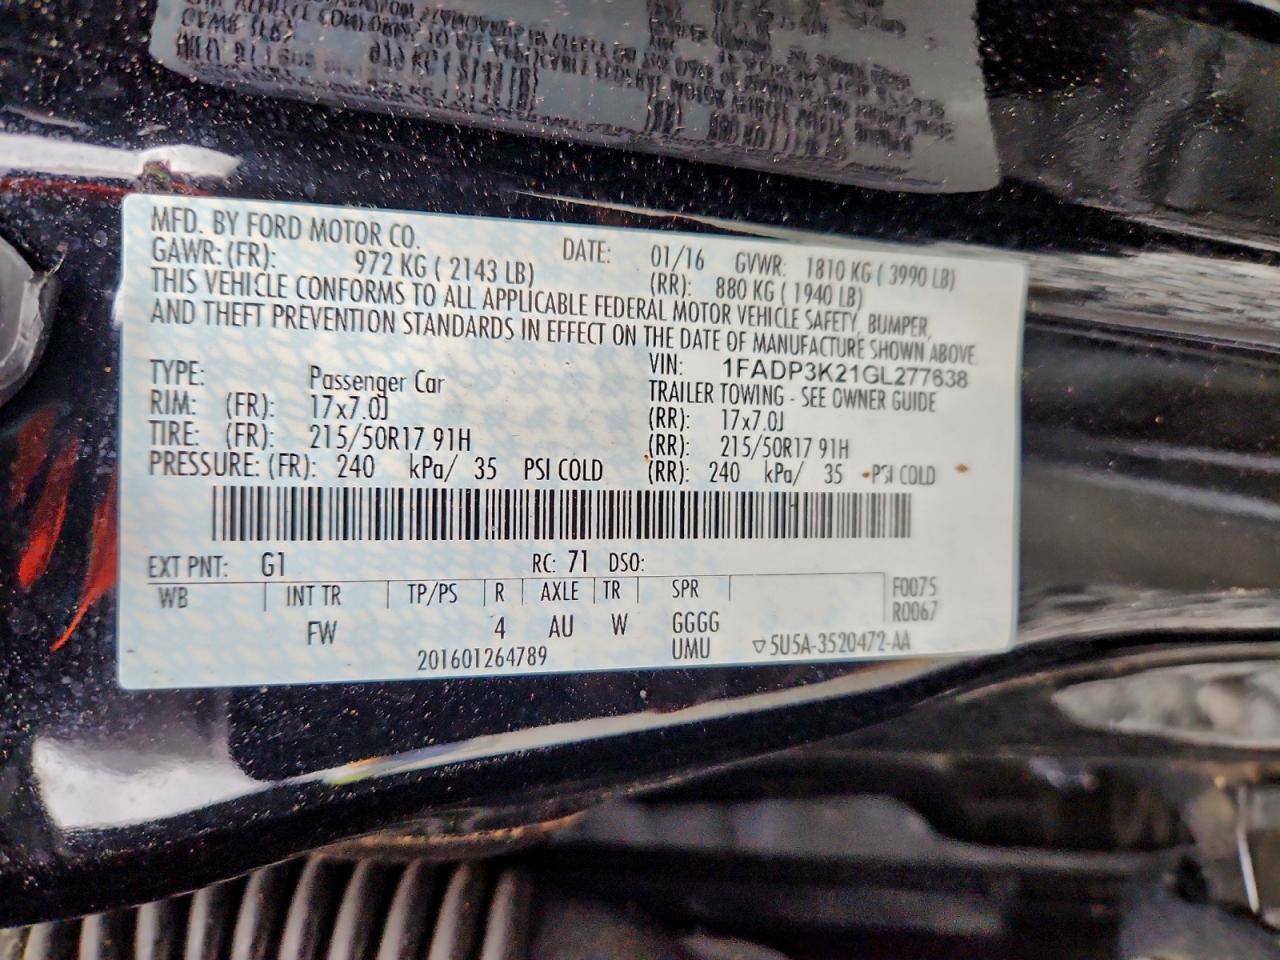 MFD. BY FORD MOTOR CO. DATE: 01/16 GVWR: 1810 KG ( 3990 LB)
GAWR: (FR): 972 KG ( 2143 LB) (RR): 880 KG ( 1940 LB)
THIS VEHICLE CONFORMS TO ALL APPLICABLE FEDERAL MOTOR VEHICLE SAFETY, BUMPER,
AND THEFT PREVENTION STANDARDS IN EFFECT ON THE DATE OF MANUFACTURE SHOWN ABOVE.
VIN: 1FADP3K21GL277638
TYPE: Passenger Car TRAILER TOWING - SEE OWNER GUIDE
RIM: (FR): 17x7.0J (RR): 17x7.0J
TIRE: (FR): 215/50R17 91H (RR): 215/50R17 91H
PRESSURE: (FR): 240 kPa/ 35 PSI COLD (RR): 240 kPa/ 35 PSI COLD
EXT PNT: G1 RC: 71 DSO:
WB INT TR TP/PS R AXLE TR SPR F0075
R0067
FW 4 AU W GGGG
201601264789 UMU ▽5U5A-3520472-AA